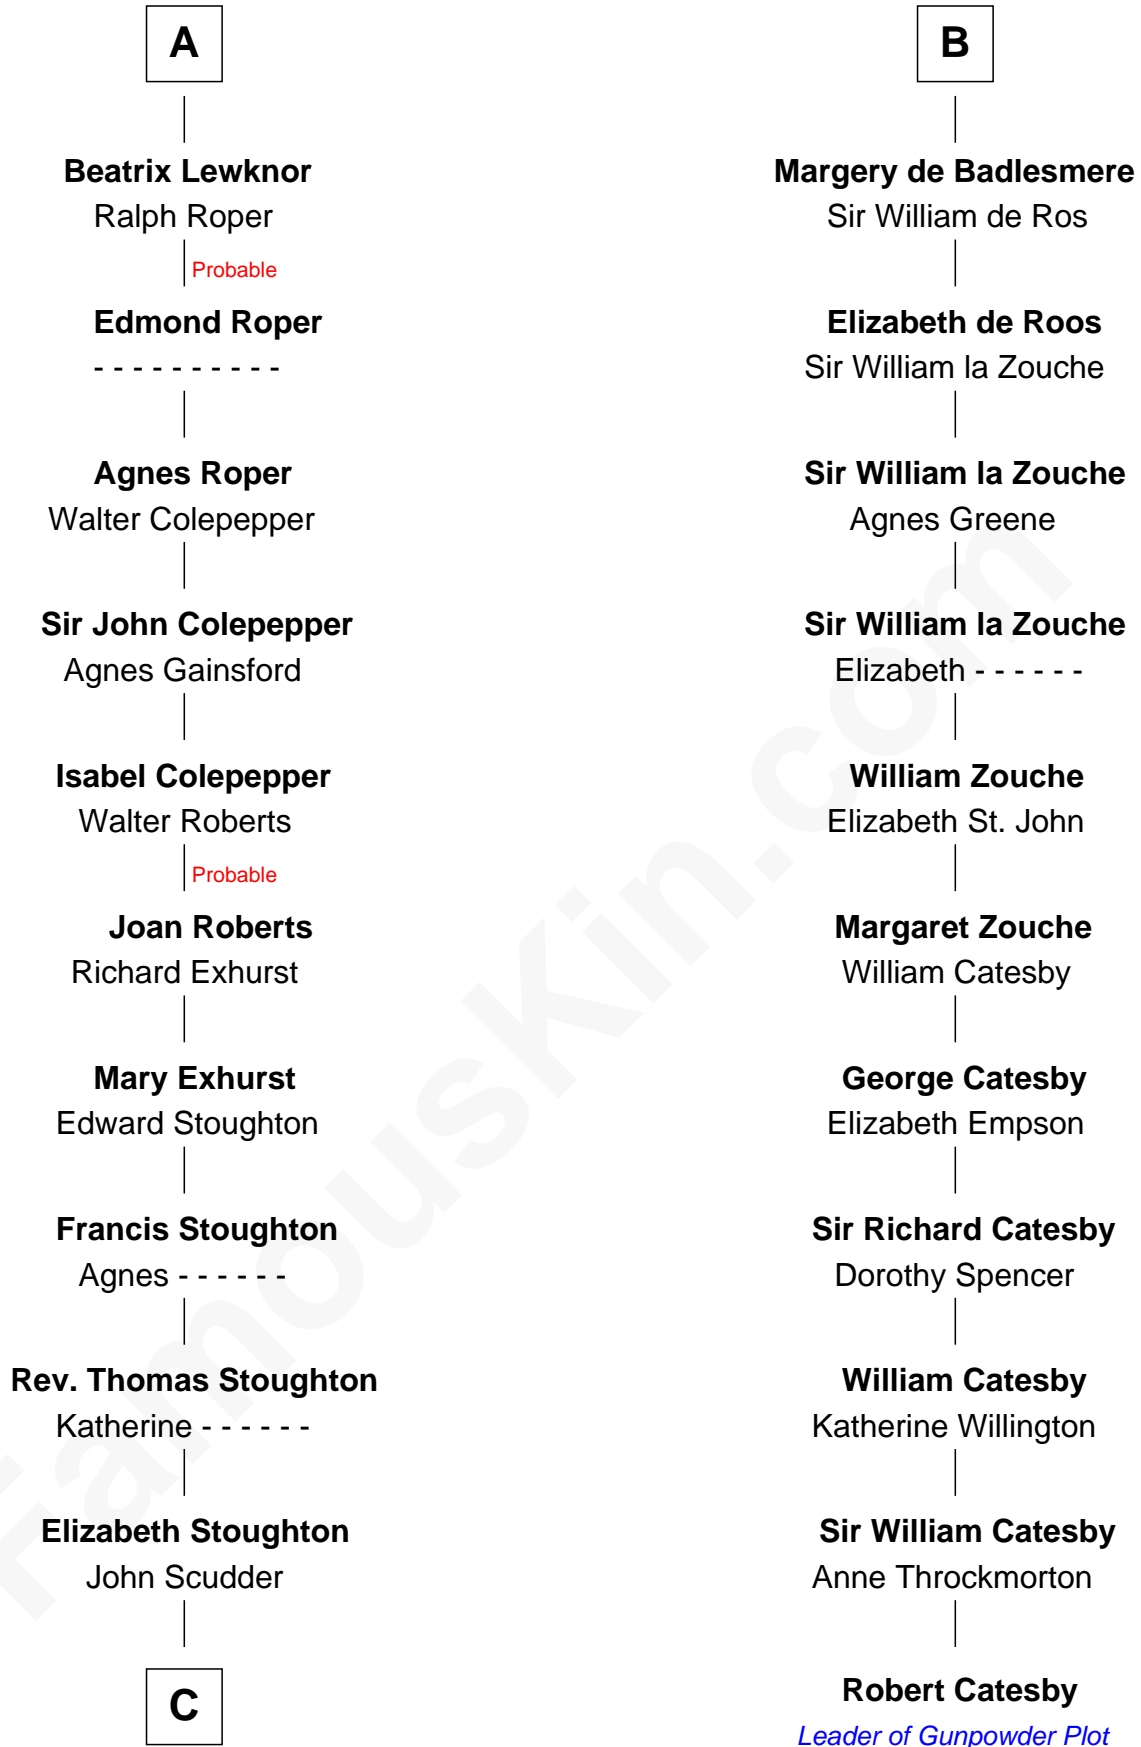 A
Beatrix Lewknor
Ralph Roper
Probable
Edmond Roper
- - - - - - - - - -
Agnes Roper
Walter Colepepper
Sir John Colepepper
Agnes Gainsford
Isabel Colepepper
Walter Roberts
Probable
Joan Roberts
Richard Exhurst
Mary Exhurst
Edward Stoughton
Francis Stoughton
Agnes - - - - - -
Rev. Thomas Stoughton
Katherine - - - - - -
Elizabeth Stoughton
John Scudder
C
B
Margery de Badlesmere
Sir William de Ros
Elizabeth de Roos
Sir William la Zouche
Sir William la Zouche
Agnes Greene
Sir William la Zouche
Elizabeth - - - - - -
William Zouche
Elizabeth St. John
Margaret Zouche
William Catesby
George Catesby
Elizabeth Empson
Sir Richard Catesby
Dorothy Spencer
William Catesby
Katherine Willington
Sir William Catesby
Anne Throckmorton
Robert Catesby
Leader of Gunpowder Plot
FamousKin.com